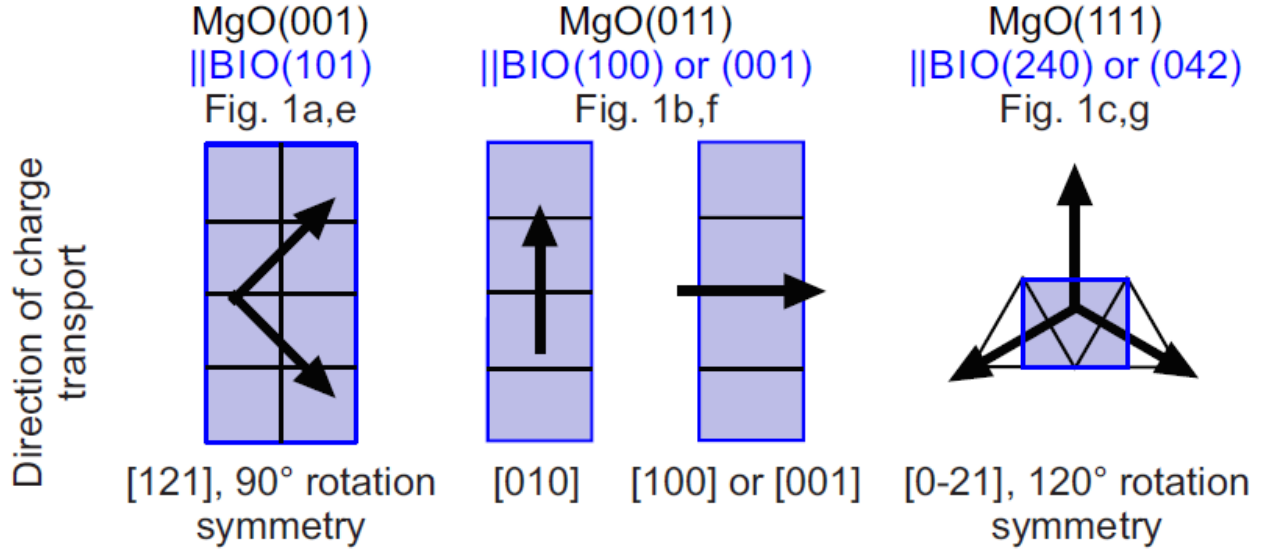 MgO(001)
||BIO(101)
Fig. 1a,e
MgO(011)
||BIO(100) or (001)
Fig. 1b,f
MgO(111)
||BIO(240) or (042)
Fig. 1c,g
Direction of charge
transport
[121], 90° rotation
symmetry
[010]
[100] or [001]
[0-21], 120° rotation
symmetry